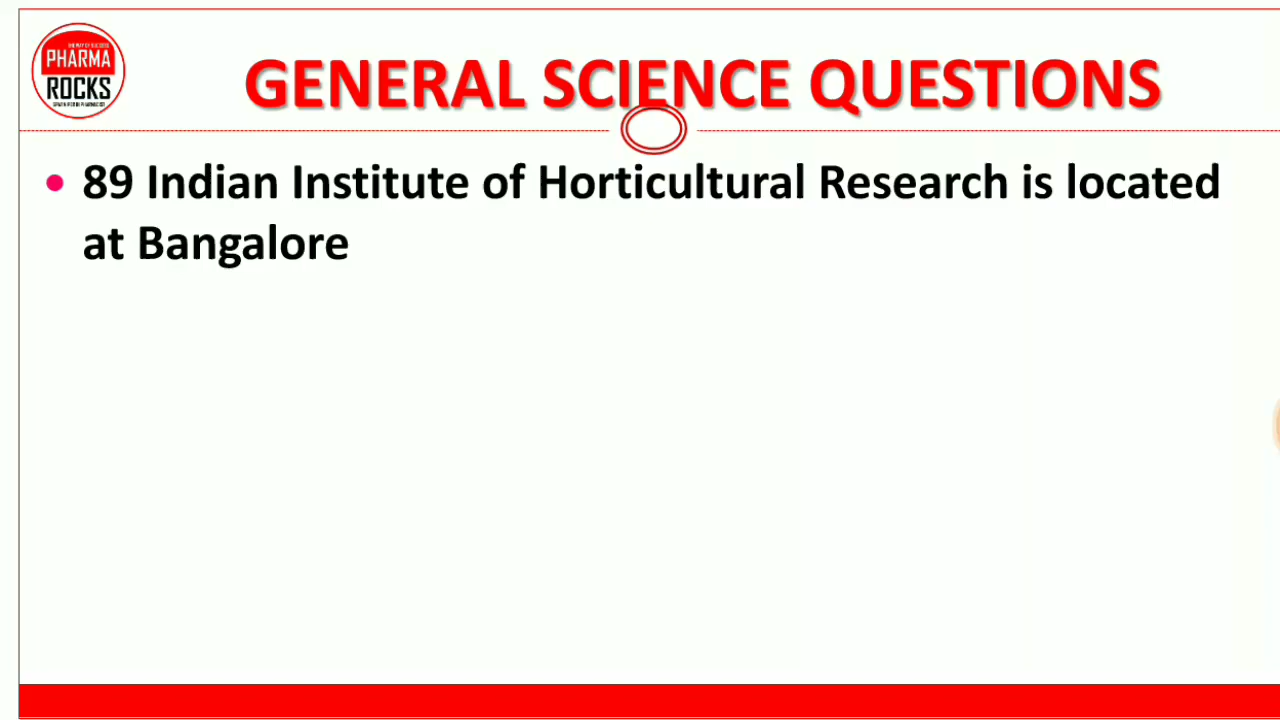 PHARMA
ROCKS
GENERAL SCIENCE QUESTIONS
• 89 Indian Institute of Horticultural Research is located
at Bangalore